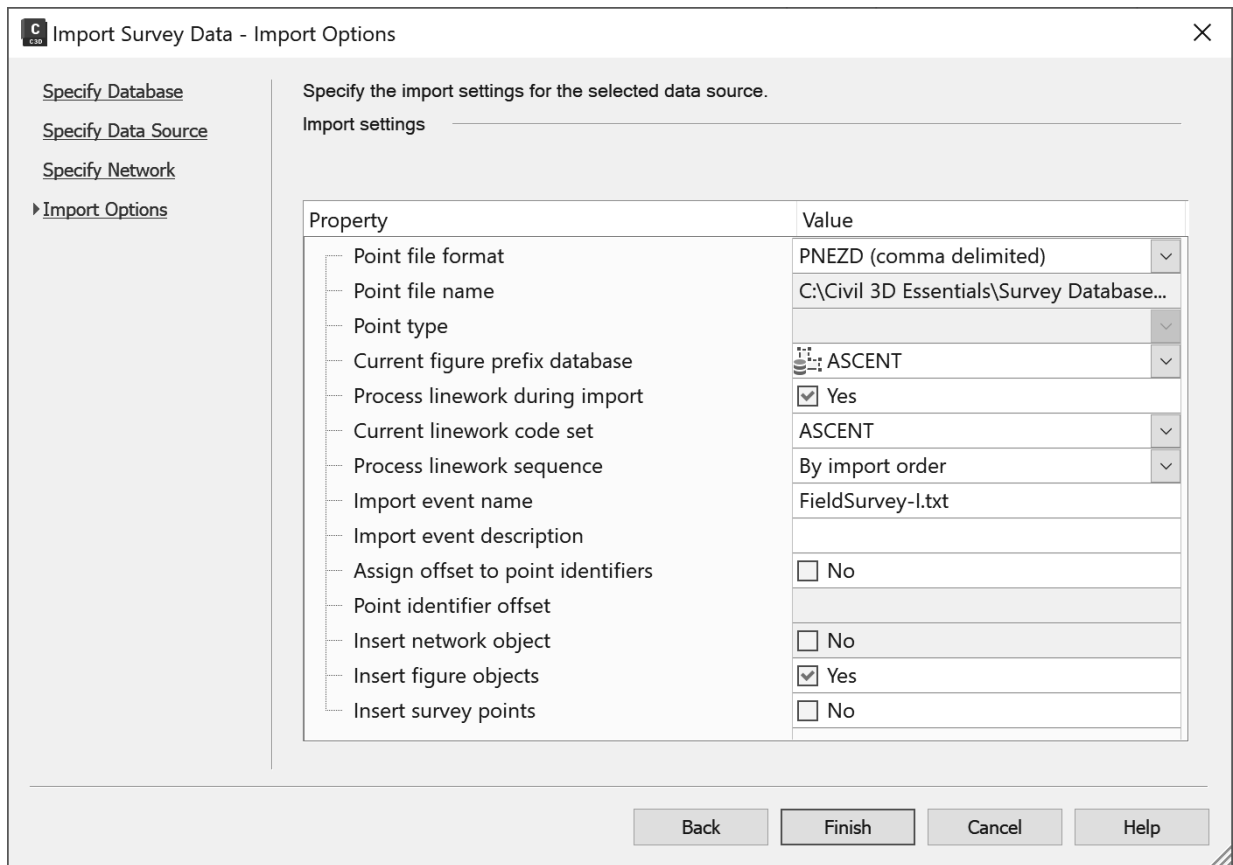 C
C3D
Import Survey Data - Import Options
Specify Database
Specify Data Source
Specify Network
Import Options
Specify the import settings for the selected data source.
Import settings
Property Value
Point file format PNEZD (comma delimited)
Point file name C:\Civil 3D Essentials\Survey Database...
Point type
Current figure prefix database ASCENT
Process linework during import Yes
Current linework code set ASCENT
Process linework sequence By import order
Import event name FieldSurvey-I.txt
Import event description
Assign offset to point identifiers No
Point identifier offset
Insert network object No
Insert figure objects Yes
Insert survey points No
Back Finish Cancel Help